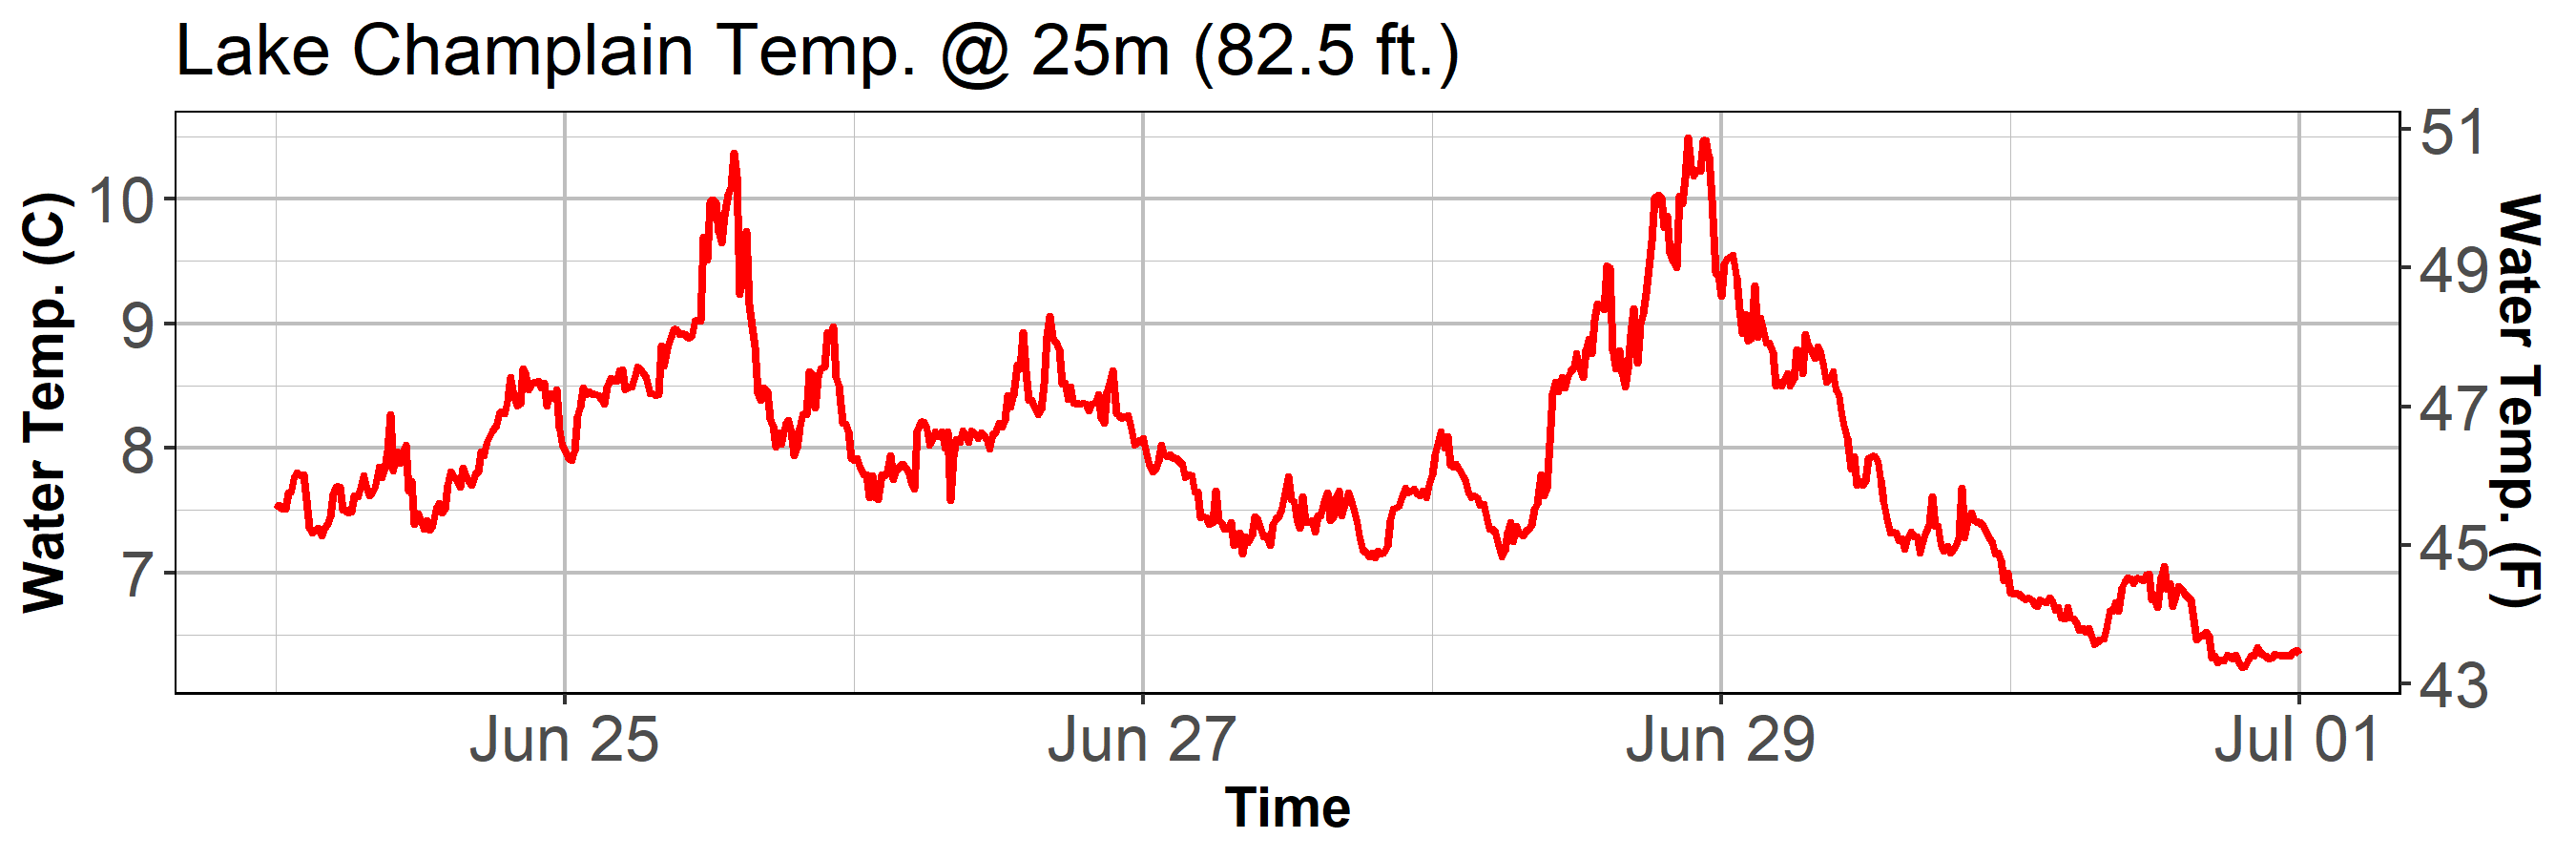 Lake Champlain Temp. @ 25m (82.5 ft.)
Water Temp. (C)
10
9
8
7
51
49
47
45
43
Water Temp. (F)
Jun 25 Jun 27 Jun 29 Jul 01
Time